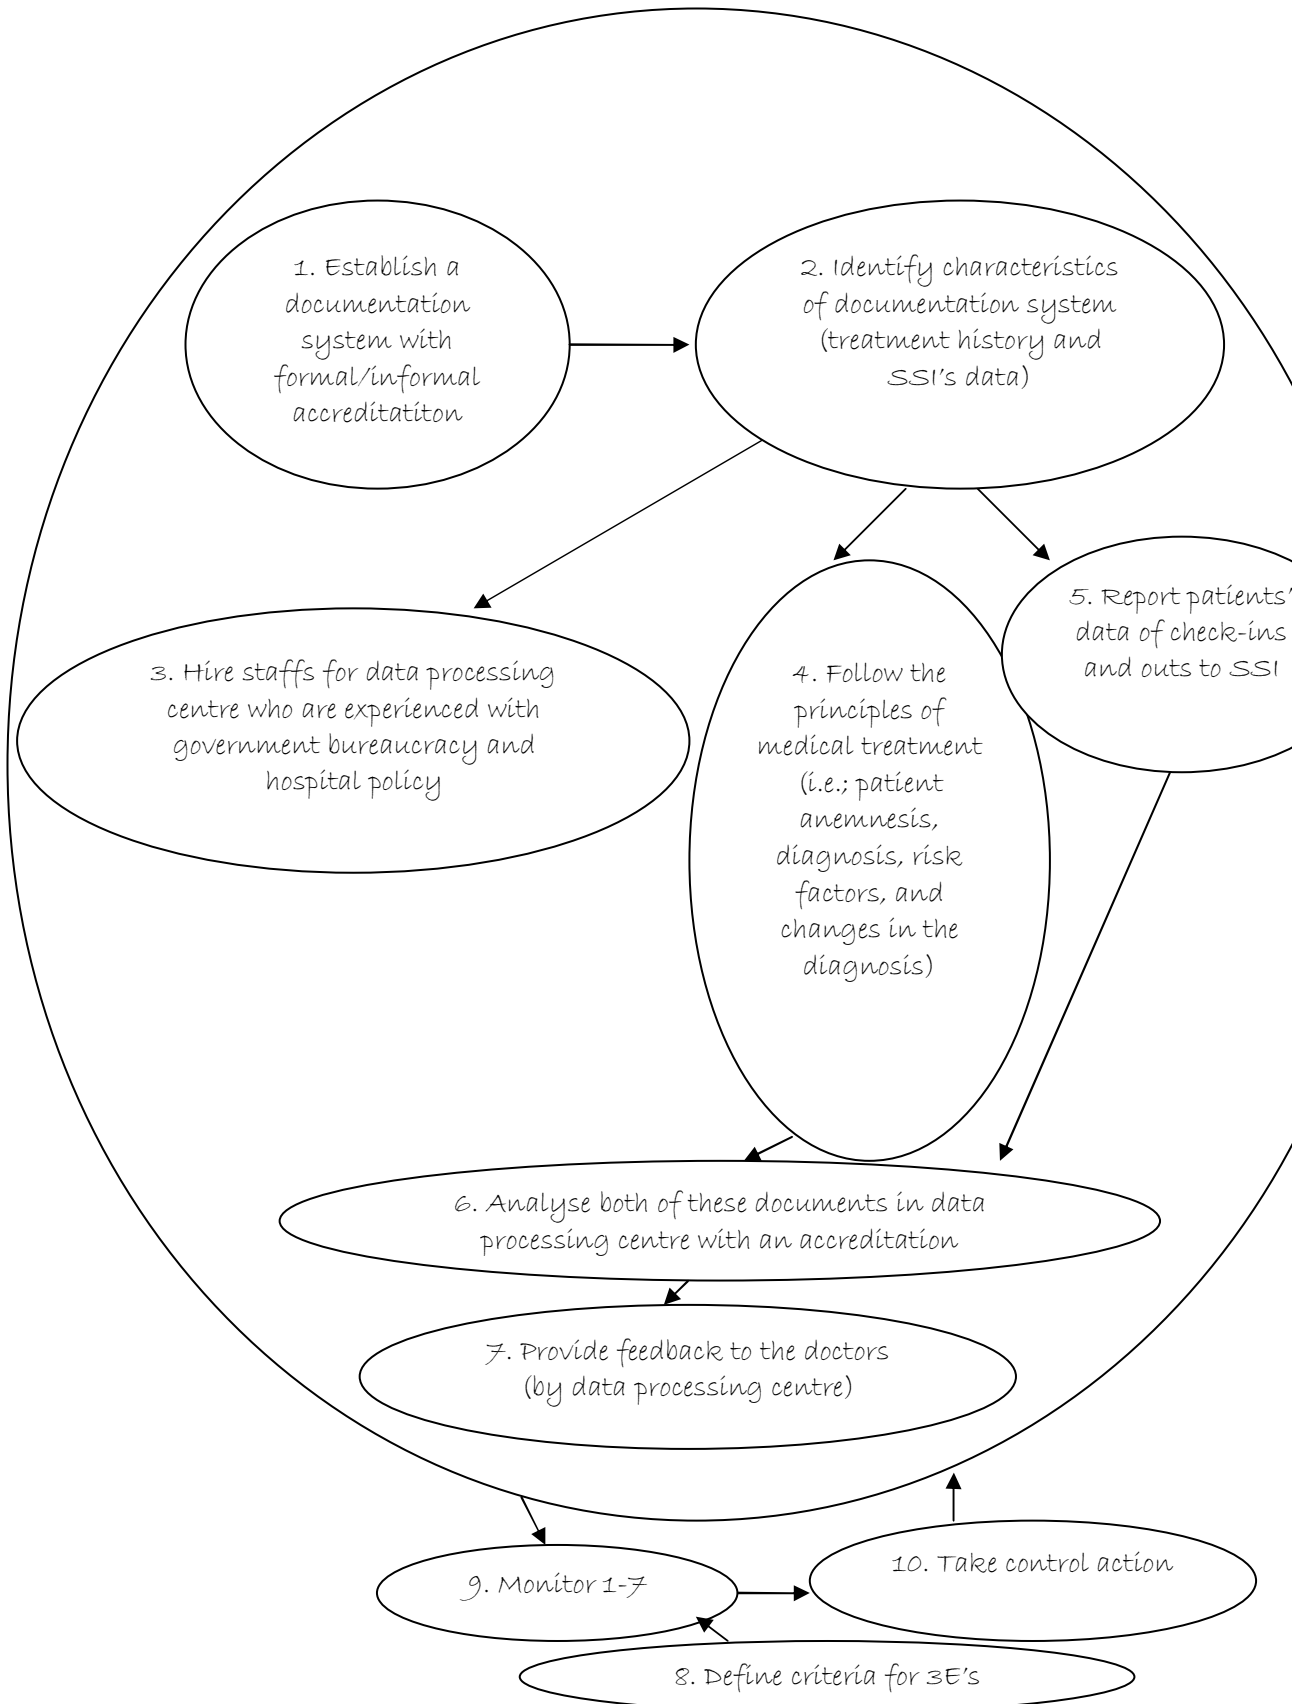 1. Establish a
documentation
system with
formal/informal
accreditatiton
2. Identify characteristics
of documentation system
(treatment history and
SSI's data)
3. Hire staffs for data processing
centre who are experienced with
government bureaucracy and
hospital policy
4. Follow the
principles of
medical treatment
(i.e.; patient
anemnesis,
diagnosis, risk
factors, and
changes in the
diagnosis)
5. Report patients'
data of check-ins
and outs to SSI
6. Analyse both of these documents in data
processing centre with an accreditation
7. Provide feedback to the doctors
(by data processing centre)
9. Monitor 1-7
10. Take control action
8. Define criteria for 3E's